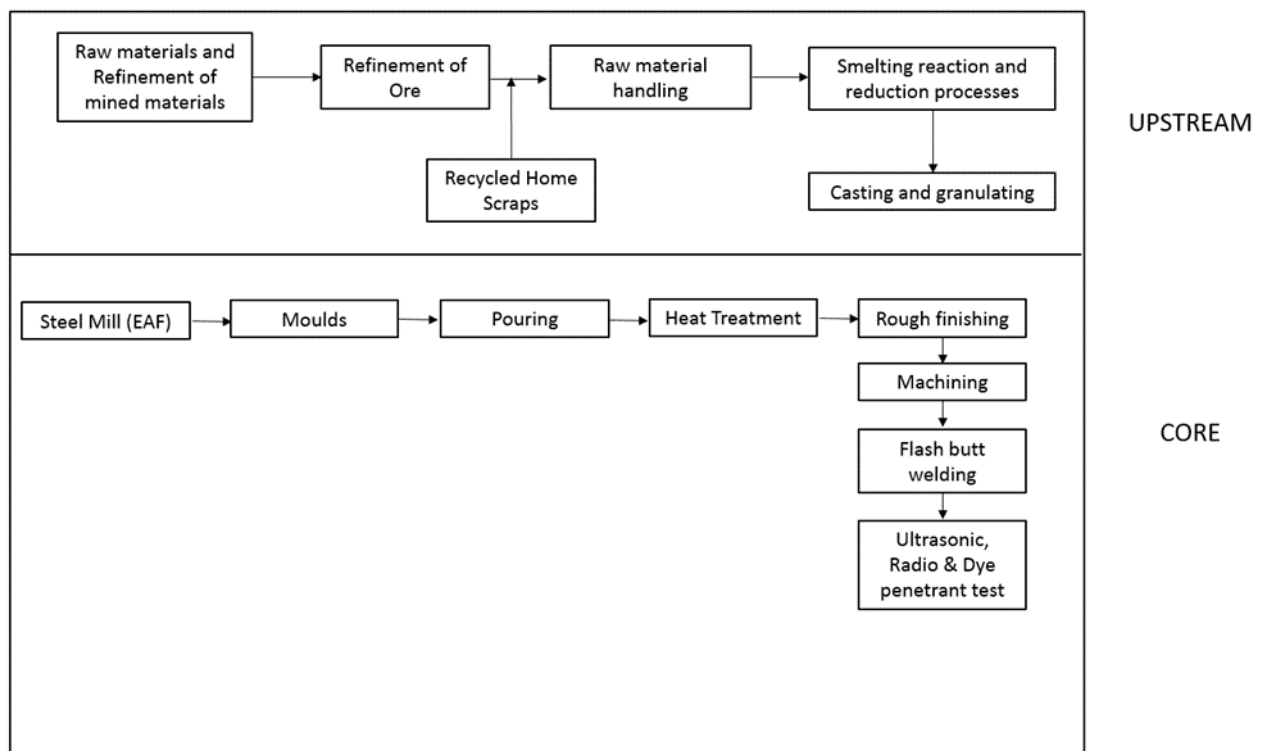 Raw materials and
Refinement of
mined materials
Refinement of
Ore
Raw material
handling
Smelting reaction and
reduction processes
UPSTREAM
Recycled Home
Scraps
Casting and granulating
Steel Mill (EAF)
Moulds
Pouring
Heat Treatment
Rough finishing
Machining
CORE
Flash butt
welding
Ultrasonic,
Radio & Dye
penetrant test